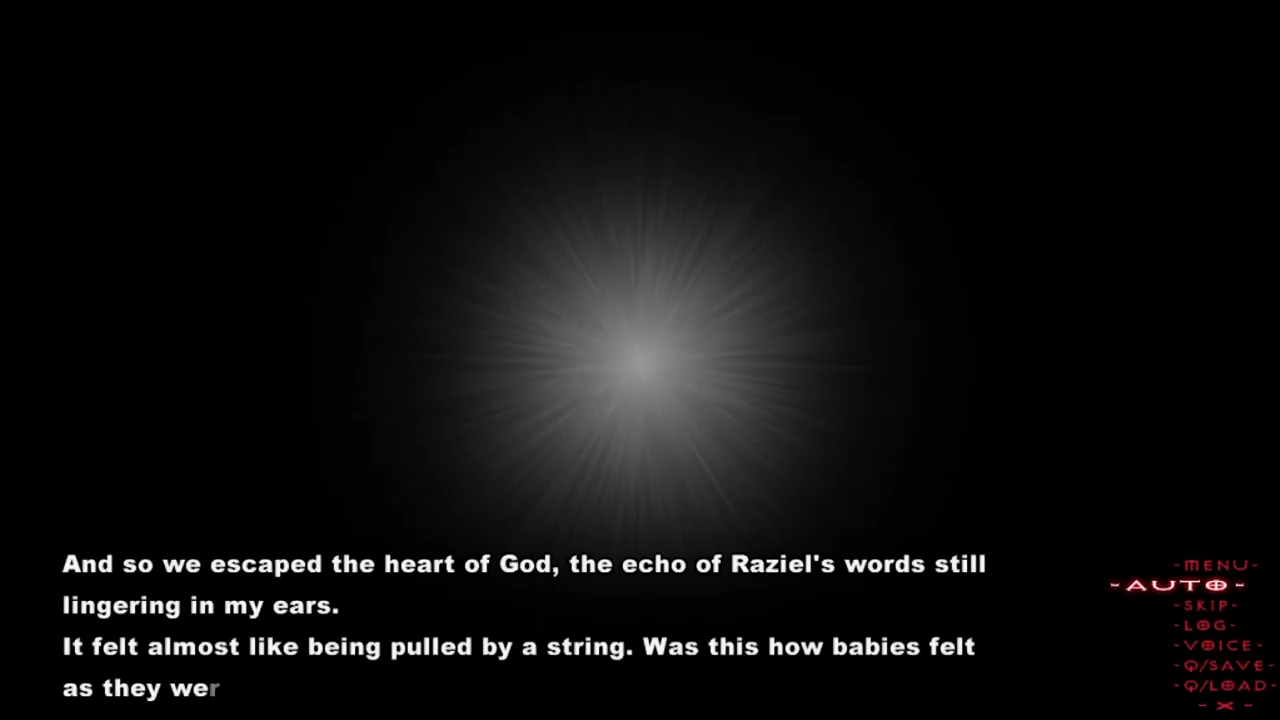 And so we escaped the heart of God, the echo of Raziel's words still
lingering in my ears.
It felt almost like being pulled by a string. Was this how babies felt
as they wer
-MENU-
-AUTO-
-SKIP-
-LOG-
-VOICE-
-Q/SAVE-
-Q/LOAD-
-X-